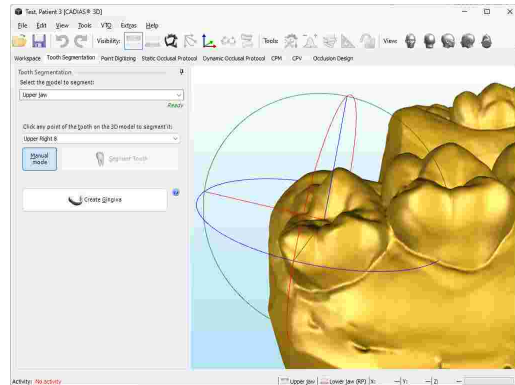 Test, Patient 3 [CADIAS® 3D]
File Edit View Tools VTO Extras Help
Visibility: Tools: View:
Workspace Tooth Segmentation Point Digitizing Static Occlusal Protocol Dynamic Occlusal Protocol CPM CPV Occlusion Design
Tooth Segmentation
Select the model to segment:
Upper Jaw
Ready
Click any point of the tooth on the 3D model to segment it:
Upper Right 8
Manual mode
Segment Tooth
Create Gingiva
Activity: No activity
Upper Jaw Lower Jaw (RP) X: — Y: — Z: —